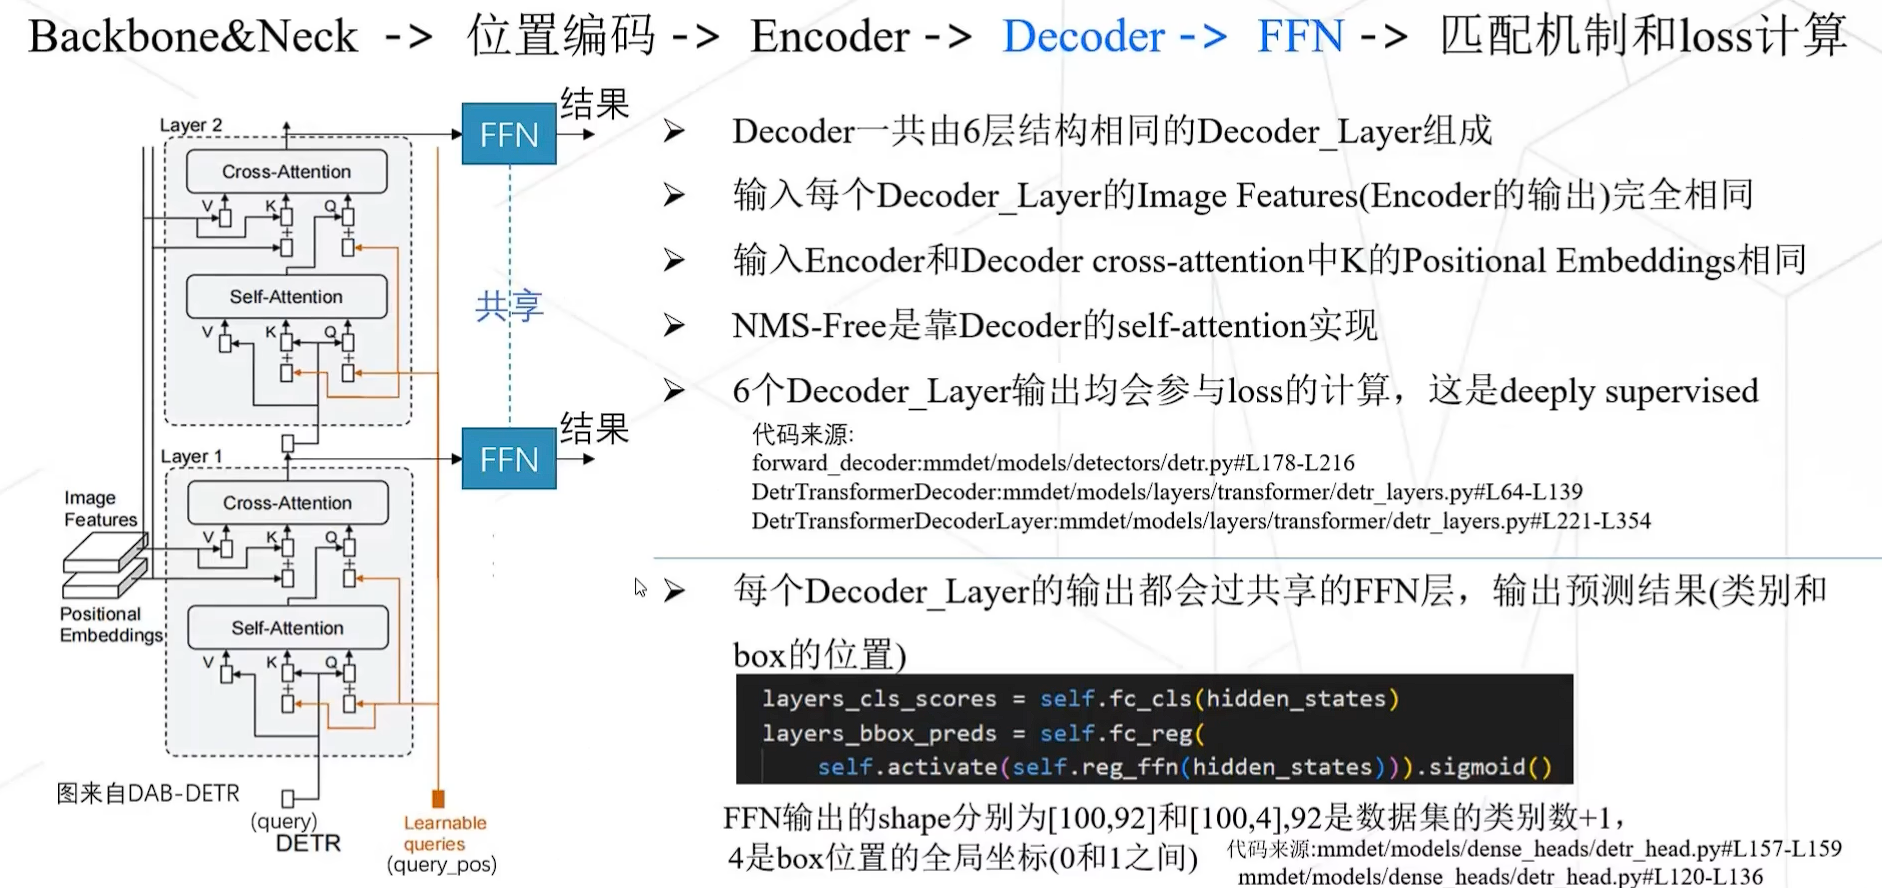 Backbone&Neck -> 位置编码 -> Encoder -> Decoder -> FFN -> 匹配机制和loss计算
Layer 2
Cross-Attention
V K Q
+ +
Self-Attention
V K Q
+ +
FFN
结果
共享
FFN
结果
Layer 1
Cross-Attention
V K Q
+ +
Self-Attention
V K Q
+ +
Image
Features
Positional
Embeddings
图来自DAB-DETR
(query)
DETR
Learnable
queries
(query_pos)
Decoder一共由6层结构相同的Decoder_Layer组成
输入每个Decoder_Layer的Image Features(Encoder的输出)完全相同
输入Encoder和Decoder cross-attention中K的Positional Embeddings相同
NMS-Free是靠Decoder的self-attention实现
6个Decoder_Layer输出均会参与loss的计算，这是deeply supervised
代码来源:
forward_decoder:mmdet/models/detectors/detr.py#L178-L216
DetrTransformerDecoder:mmdet/models/layers/transformer/detr_layers.py#L64-L139
DetrTransformerDecoderLayer:mmdet/models/layers/transformer/detr_layers.py#L221-L354
每个Decoder_Layer的输出都会过共享的FFN层，输出预测结果(类别和
box的位置)
layers_cls_scores = self.fc_cls(hidden_states)
layers_bbox_preds = self.fc_reg(
self.activate(self.reg_ffn(hidden_states))).sigmoid()
FFN输出的shape分别为[100,92]和[100,4],92是数据集的类别数+1，
4是box位置的全局坐标(0和1之间)
代码来源:mmdet/models/dense_heads/detr_head.py#L157-L159
mmdet/models/dense_heads/detr_head.py#L120-L136